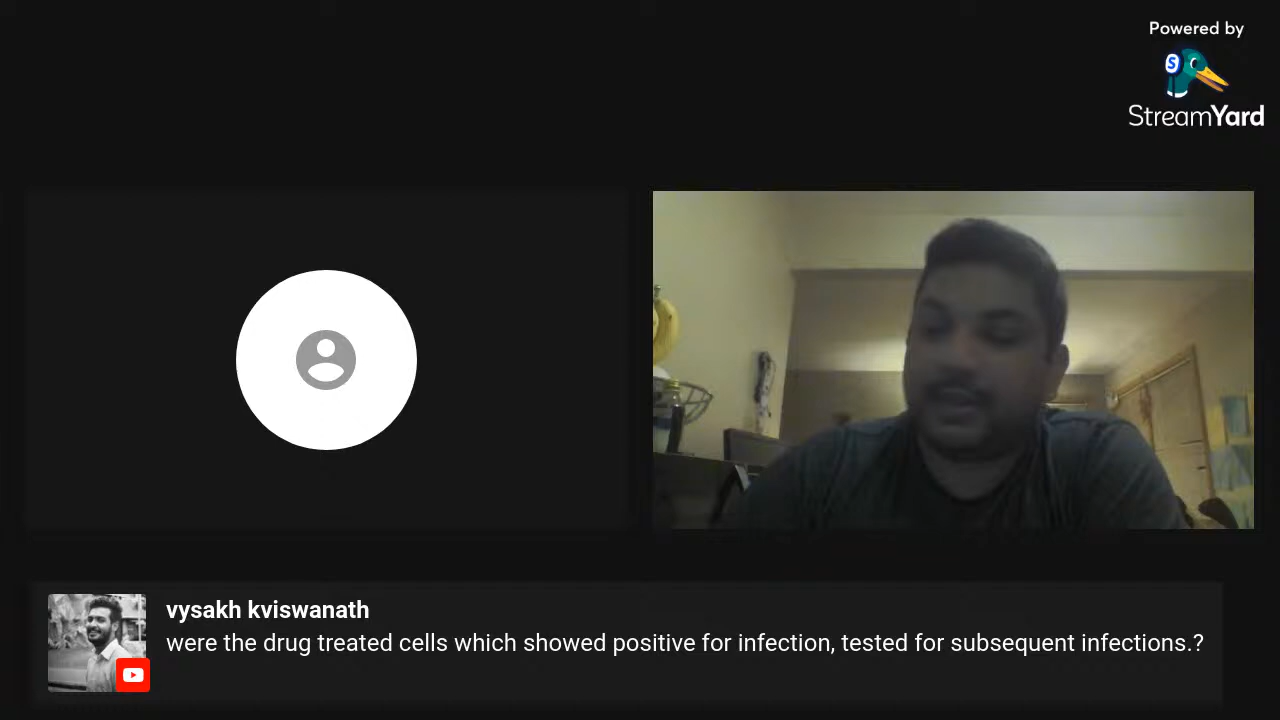 Powered by
S
StreamYard
vysakh kviswanath
were the drug treated cells which showed positive for infection, tested for subsequent infections.?